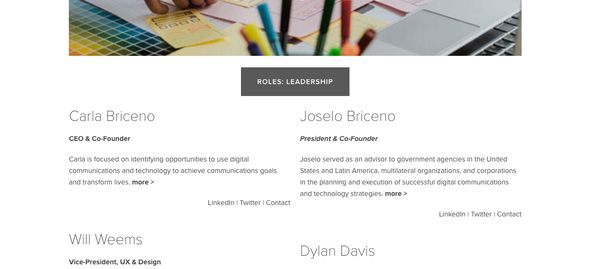 ROLES: LEADERSHIP
Carla Briceno
CEO & Co-Founder
Carla is focused on identifying opportunities to use digital
communications and technology to achieve communications goals
and transform lives. more >
LinkedIn | Twitter | Contact
Joselo Briceno
President & Co-Founder
Joselo served as an advisor to government agencies in the United
States and Latin America, multilateral organizations, and corporations
in the planning and execution of successful digital communications
and technology strategies. more >
LinkedIn | Twitter | Contact
Will Weems
Vice-President, UX & Design
Dylan Davis